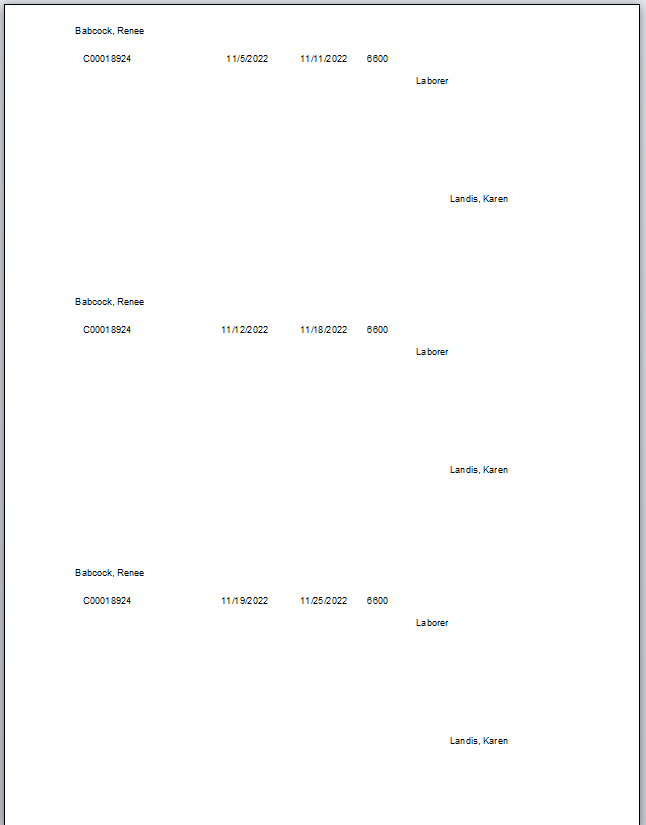 Babcock, Renee
C00018924 11/5/2022 11/11/2022 6600
Laborer
Landis, Karen
Babcock, Renee
C00018924 11/12/2022 11/18/2022 6600
Laborer
Landis, Karen
Babcock, Renee
C00018924 11/19/2022 11/25/2022 6600
Laborer
Landis, Karen